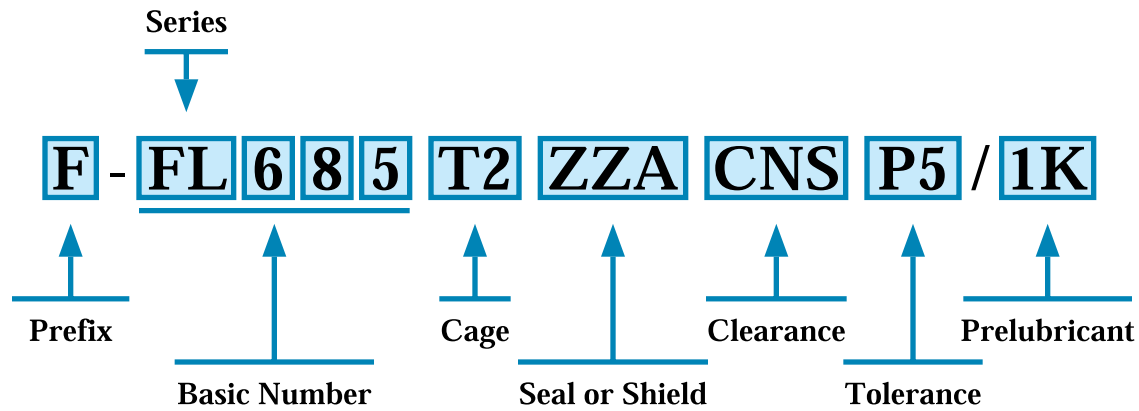 Series
F - FL 6 8 5 T2 ZZA CNS P5 / 1K
Prefix Cage Clearance Prelubricant
Basic Number Seal or Shield Tolerance